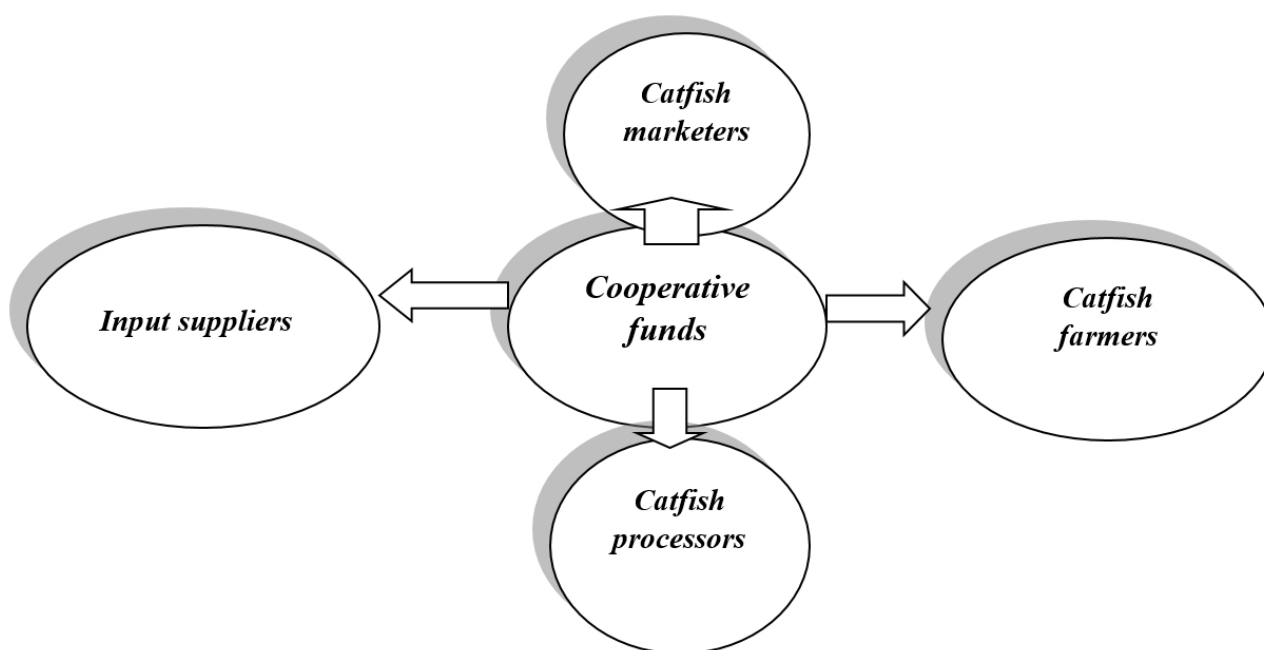 Catfish
marketers
Input suppliers
Cooperative
funds
Catfish
farmers
Catfish
processors